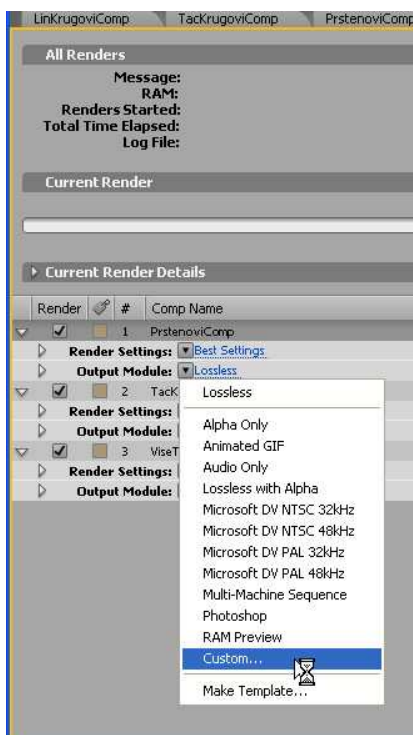 LinKrugoviComp TacKrugoviComp PrstenoviComp
All Renders
Message:
RAM:
Renders Started:
Total Time Elapsed:
Log File:
Current Render
Current Render Details
Render # Comp Name
1 PrstenoviComp
Render Settings: Best Settings
Output Module: Lossless
2 TacK
Render Settings:
Output Module:
3 ViseT
Render Settings:
Output Module:
Lossless
Alpha Only
Animated GIF
Audio Only
Lossless with Alpha
Microsoft DV NTSC 32kHz
Microsoft DV NTSC 48kHz
Microsoft DV PAL 32kHz
Microsoft DV PAL 48kHz
Multi-Machine Sequence
Photoshop
RAM Preview
Custom...
Make Template...